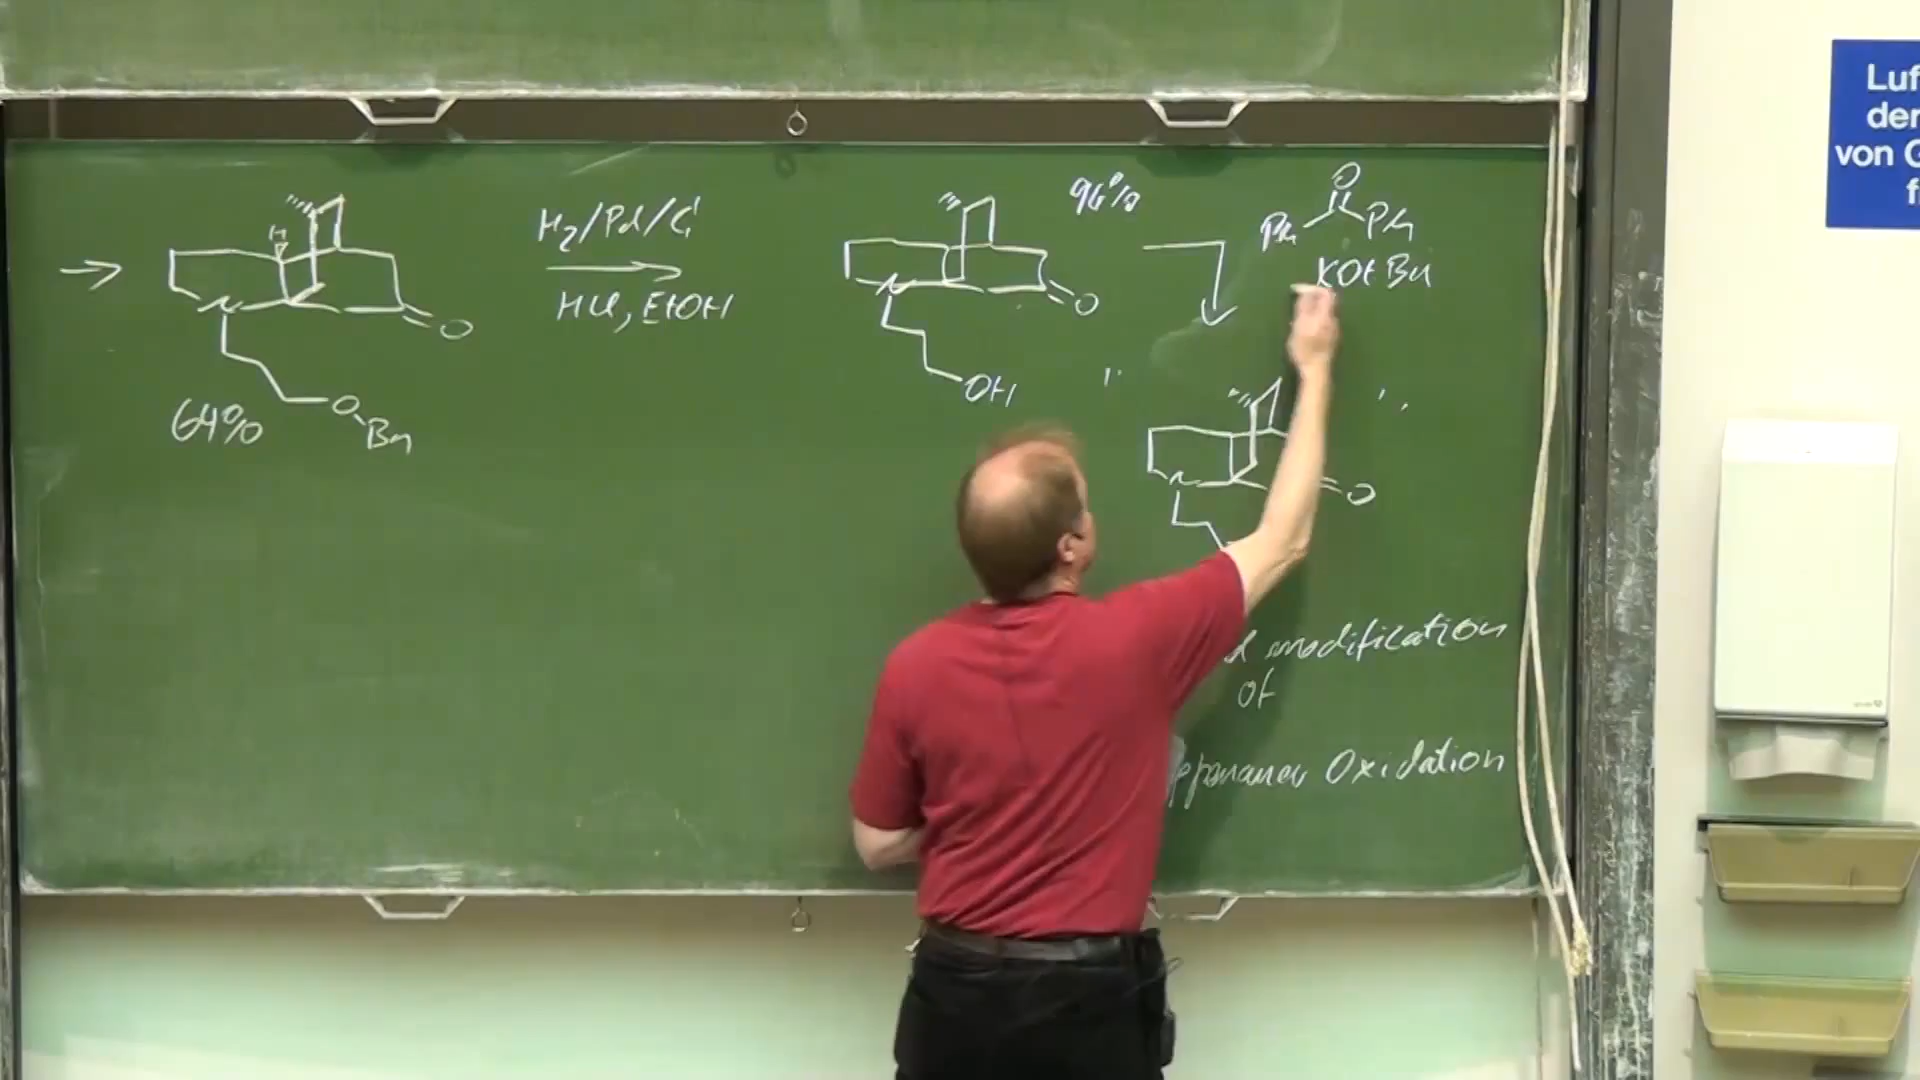 H
N
O
O
Bn
64%
H2/Pd/C
HCl, EtOH
N
O
OH
96%
O
Ph Ph
KOtBu
N
O
modification
of
Oxidation
Luf
der
von G
f